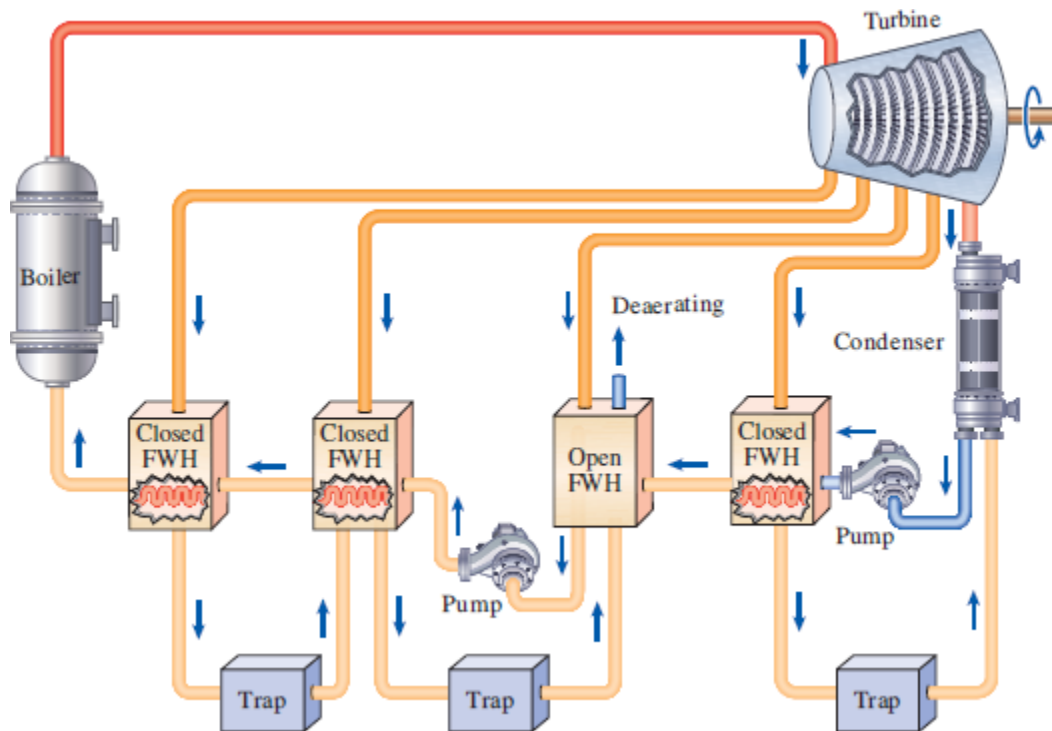 Turbine
Boiler
Deaerating
Condenser
Closed
FWH
Closed
FWH
Open
FWH
Closed
FWH
Pump
Pump
Trap
Trap
Trap